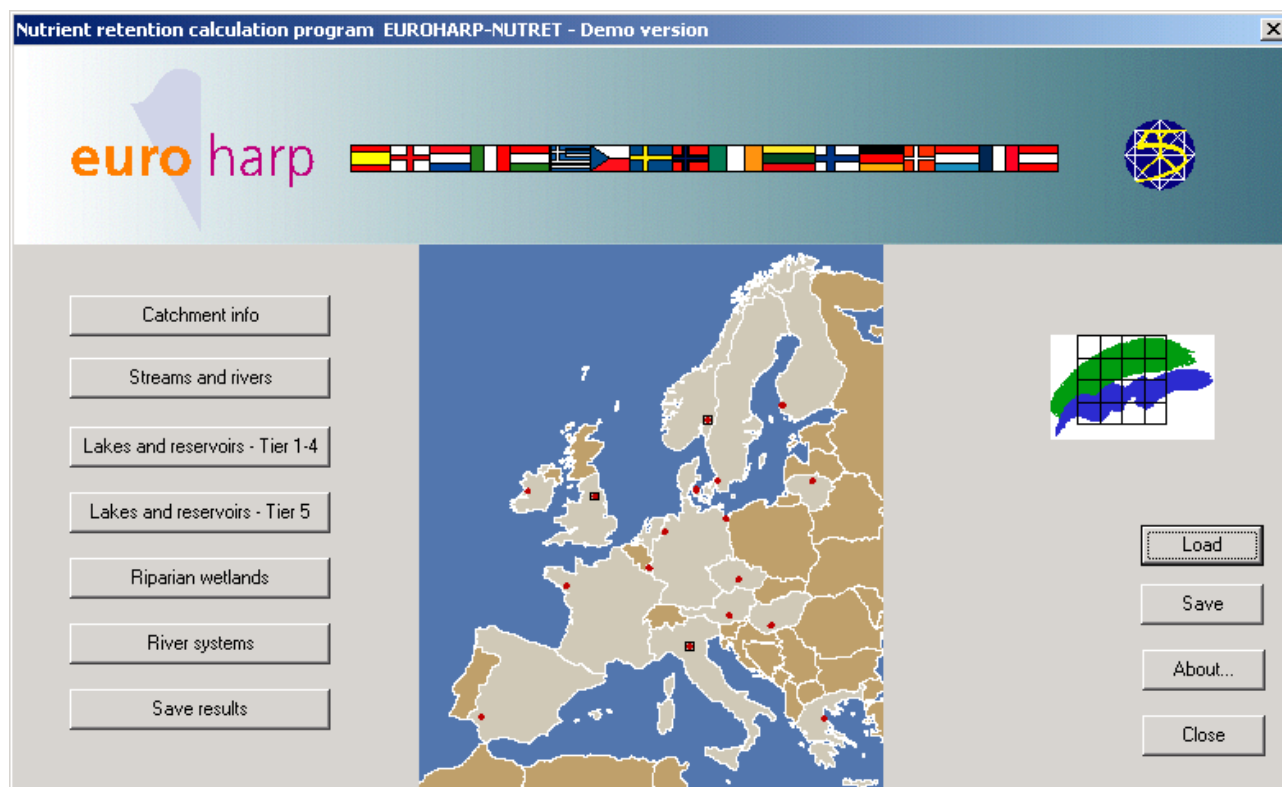 Nutrient retention calculation program EUROHARP-NUTRET - Demo version
euro harp
5
Catchment info
Streams and rivers
Lakes and reservoirs - Tier 1-4
Lakes and reservoirs - Tier 5
Riparian wetlands
River systems
Save results
Load
Save
About...
Close